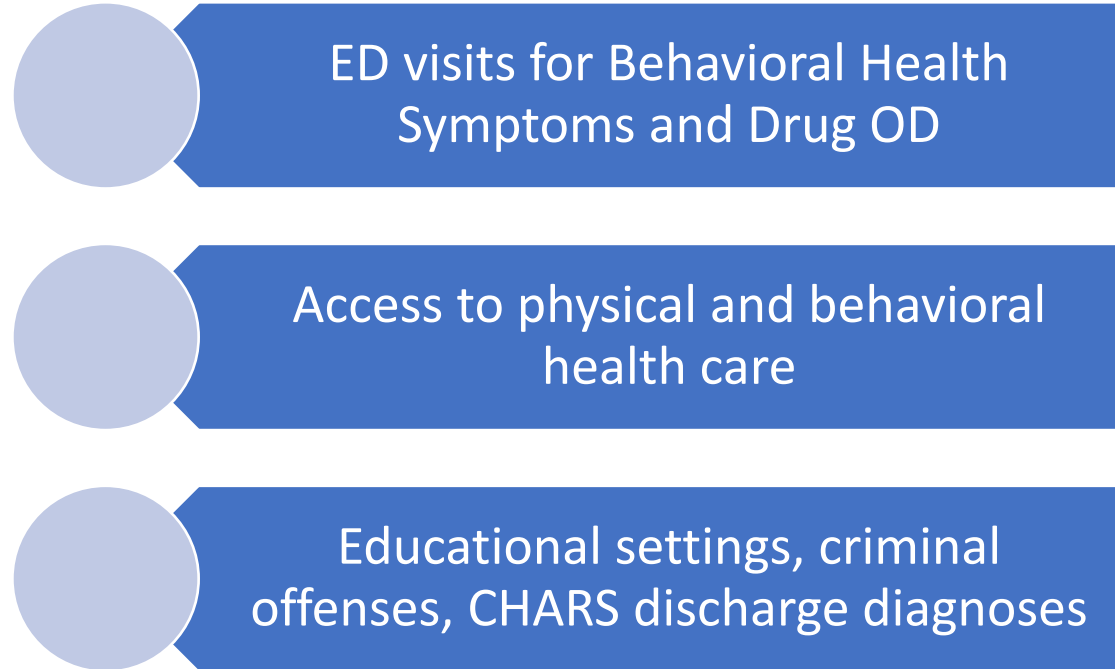 ED visits for Behavioral Health
Symptoms and Drug OD
Access to physical and behavioral
health care
Educational settings, criminal
offenses, CHARS discharge diagnoses